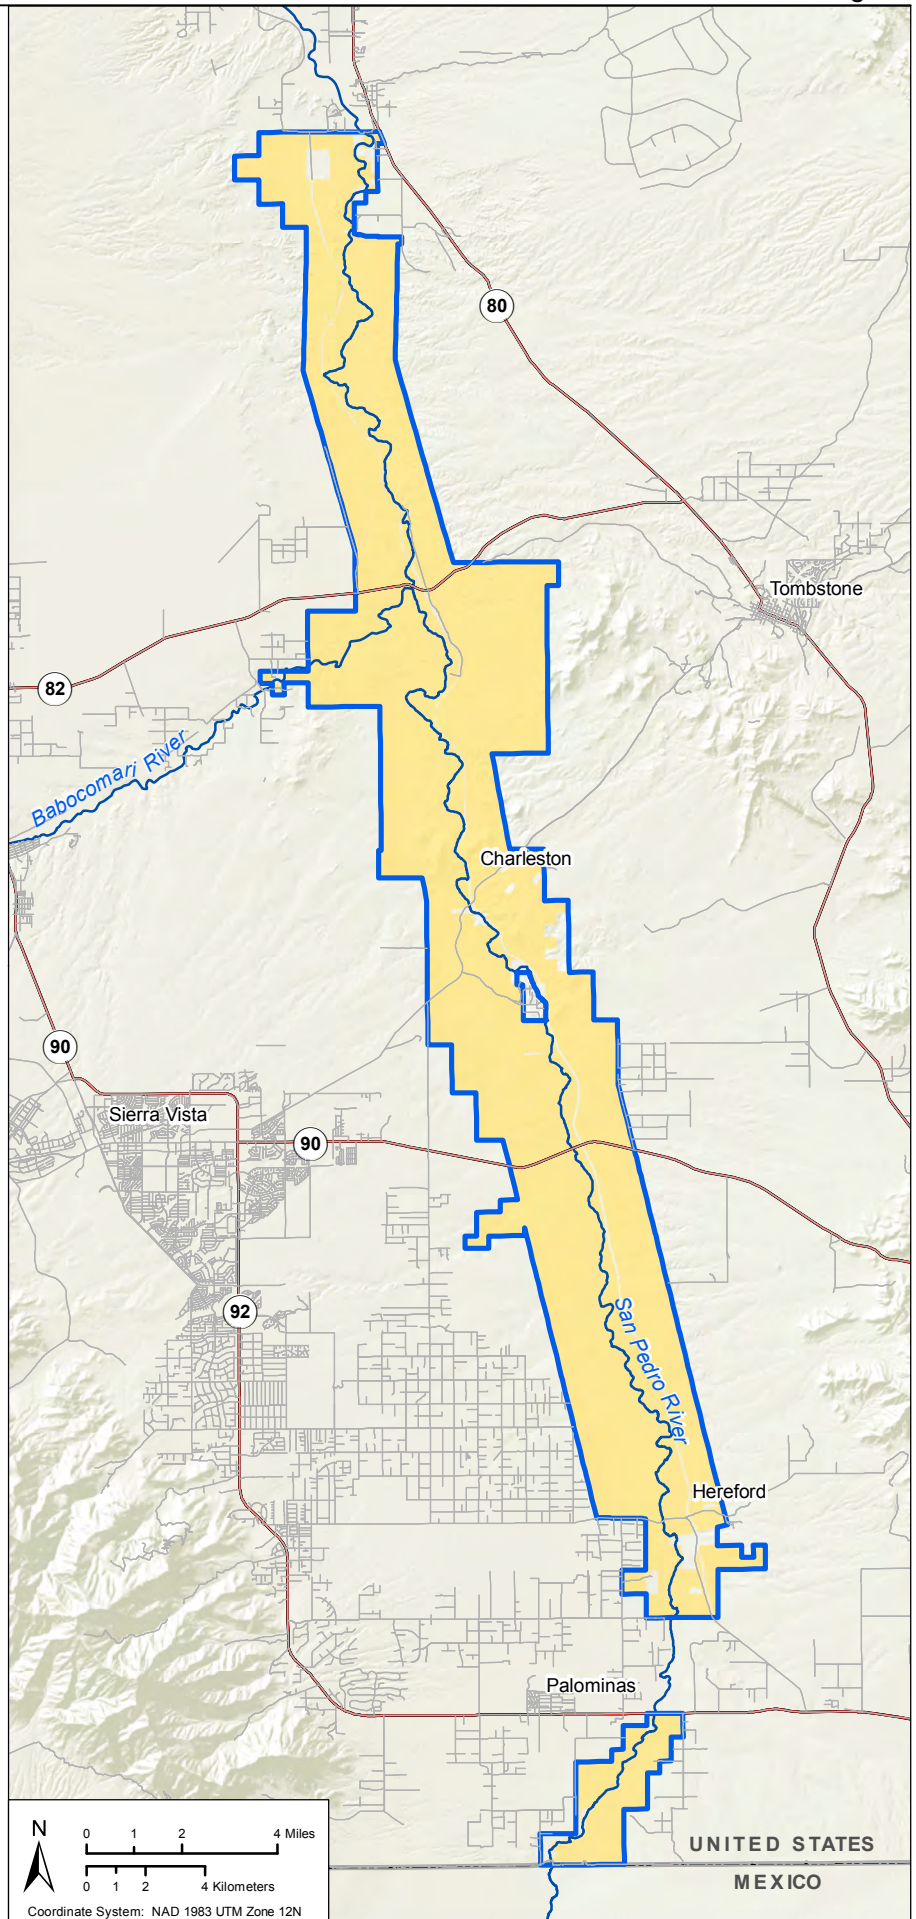 80
Tombstone
82
Babocomari River
Charleston
90
Sierra Vista
90
92
San Pedro River
Hereford
Palominas
UNITED STATES
MEXICO
N
0 1 2 4 Miles
0 1 2 4 Kilometers
Coordinate System: NAD 1983 UTM Zone 12N